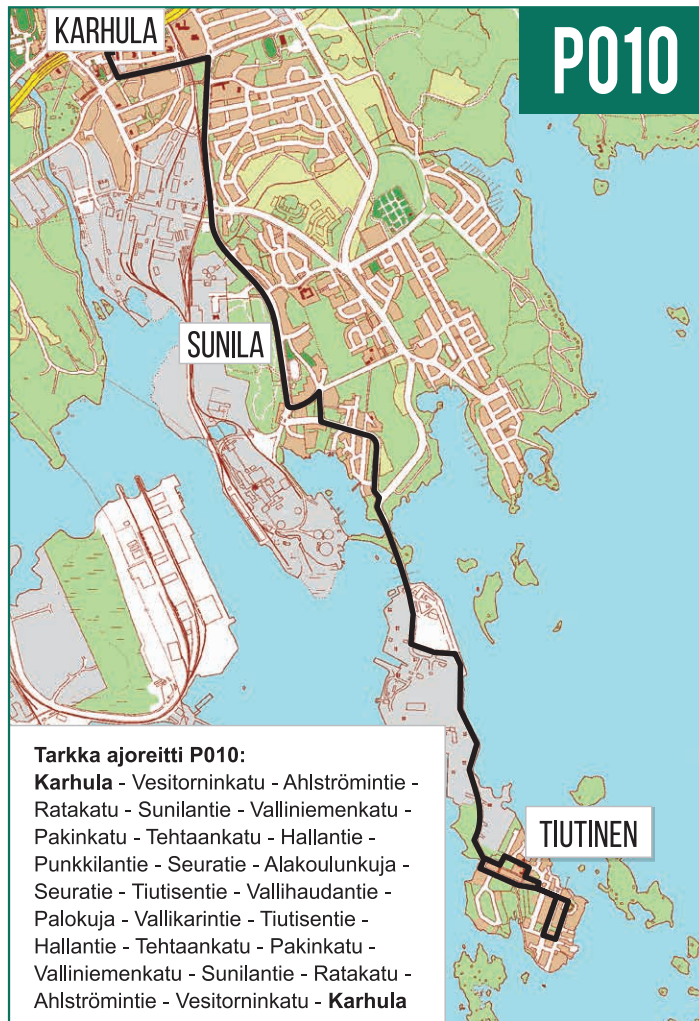 KARHULA
P010
SUNILA
TIUTINEN
Tarkka ajoreitti P010:
Karhula - Vesitorninkatu - Ahlströmintie -
Ratakatu - Sunilantie - Valliniemenkatu -
Pakinkatu - Tehtaankatu - Hallantie -
Punkkilantie - Seuratie - Alakoulunkuja -
Seuratie - Tiutisentie - Vallihaudantie -
Palokuja - Vallikarintie - Tiutisentie -
Hallantie - Tehtaankatu - Pakinkatu -
Valliniemenkatu - Sunilantie - Ratakatu -
Ahlströmintie - Vesitorninkatu - Karhula